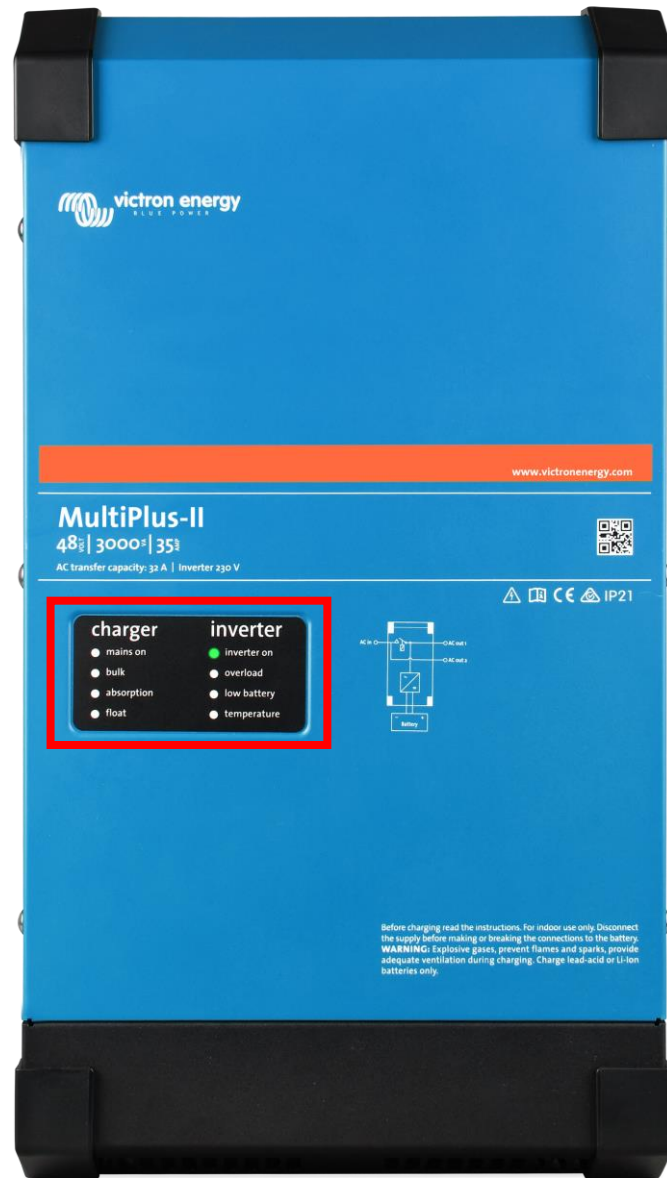 victron energy
BLUE POWER
www.victronenergy.com
MultiPlus-II
48 VOLT | 3000 VA | 35 AMP
AC transfer capacity: 32 A | Inverter 230 V
CE IP21
charger inverter
mains on inverter on
bulk overload
absorption low battery
float temperature
AC in AC out 1
AC out 2
Battery
Before charging read the instructions. For indoor use only. Disconnect
the supply before making or breaking the connections to the battery.
WARNING: Explosive gases, prevent flames and sparks, provide
adequate ventilation during charging. Charge lead-acid or Li-Ion
batteries only.